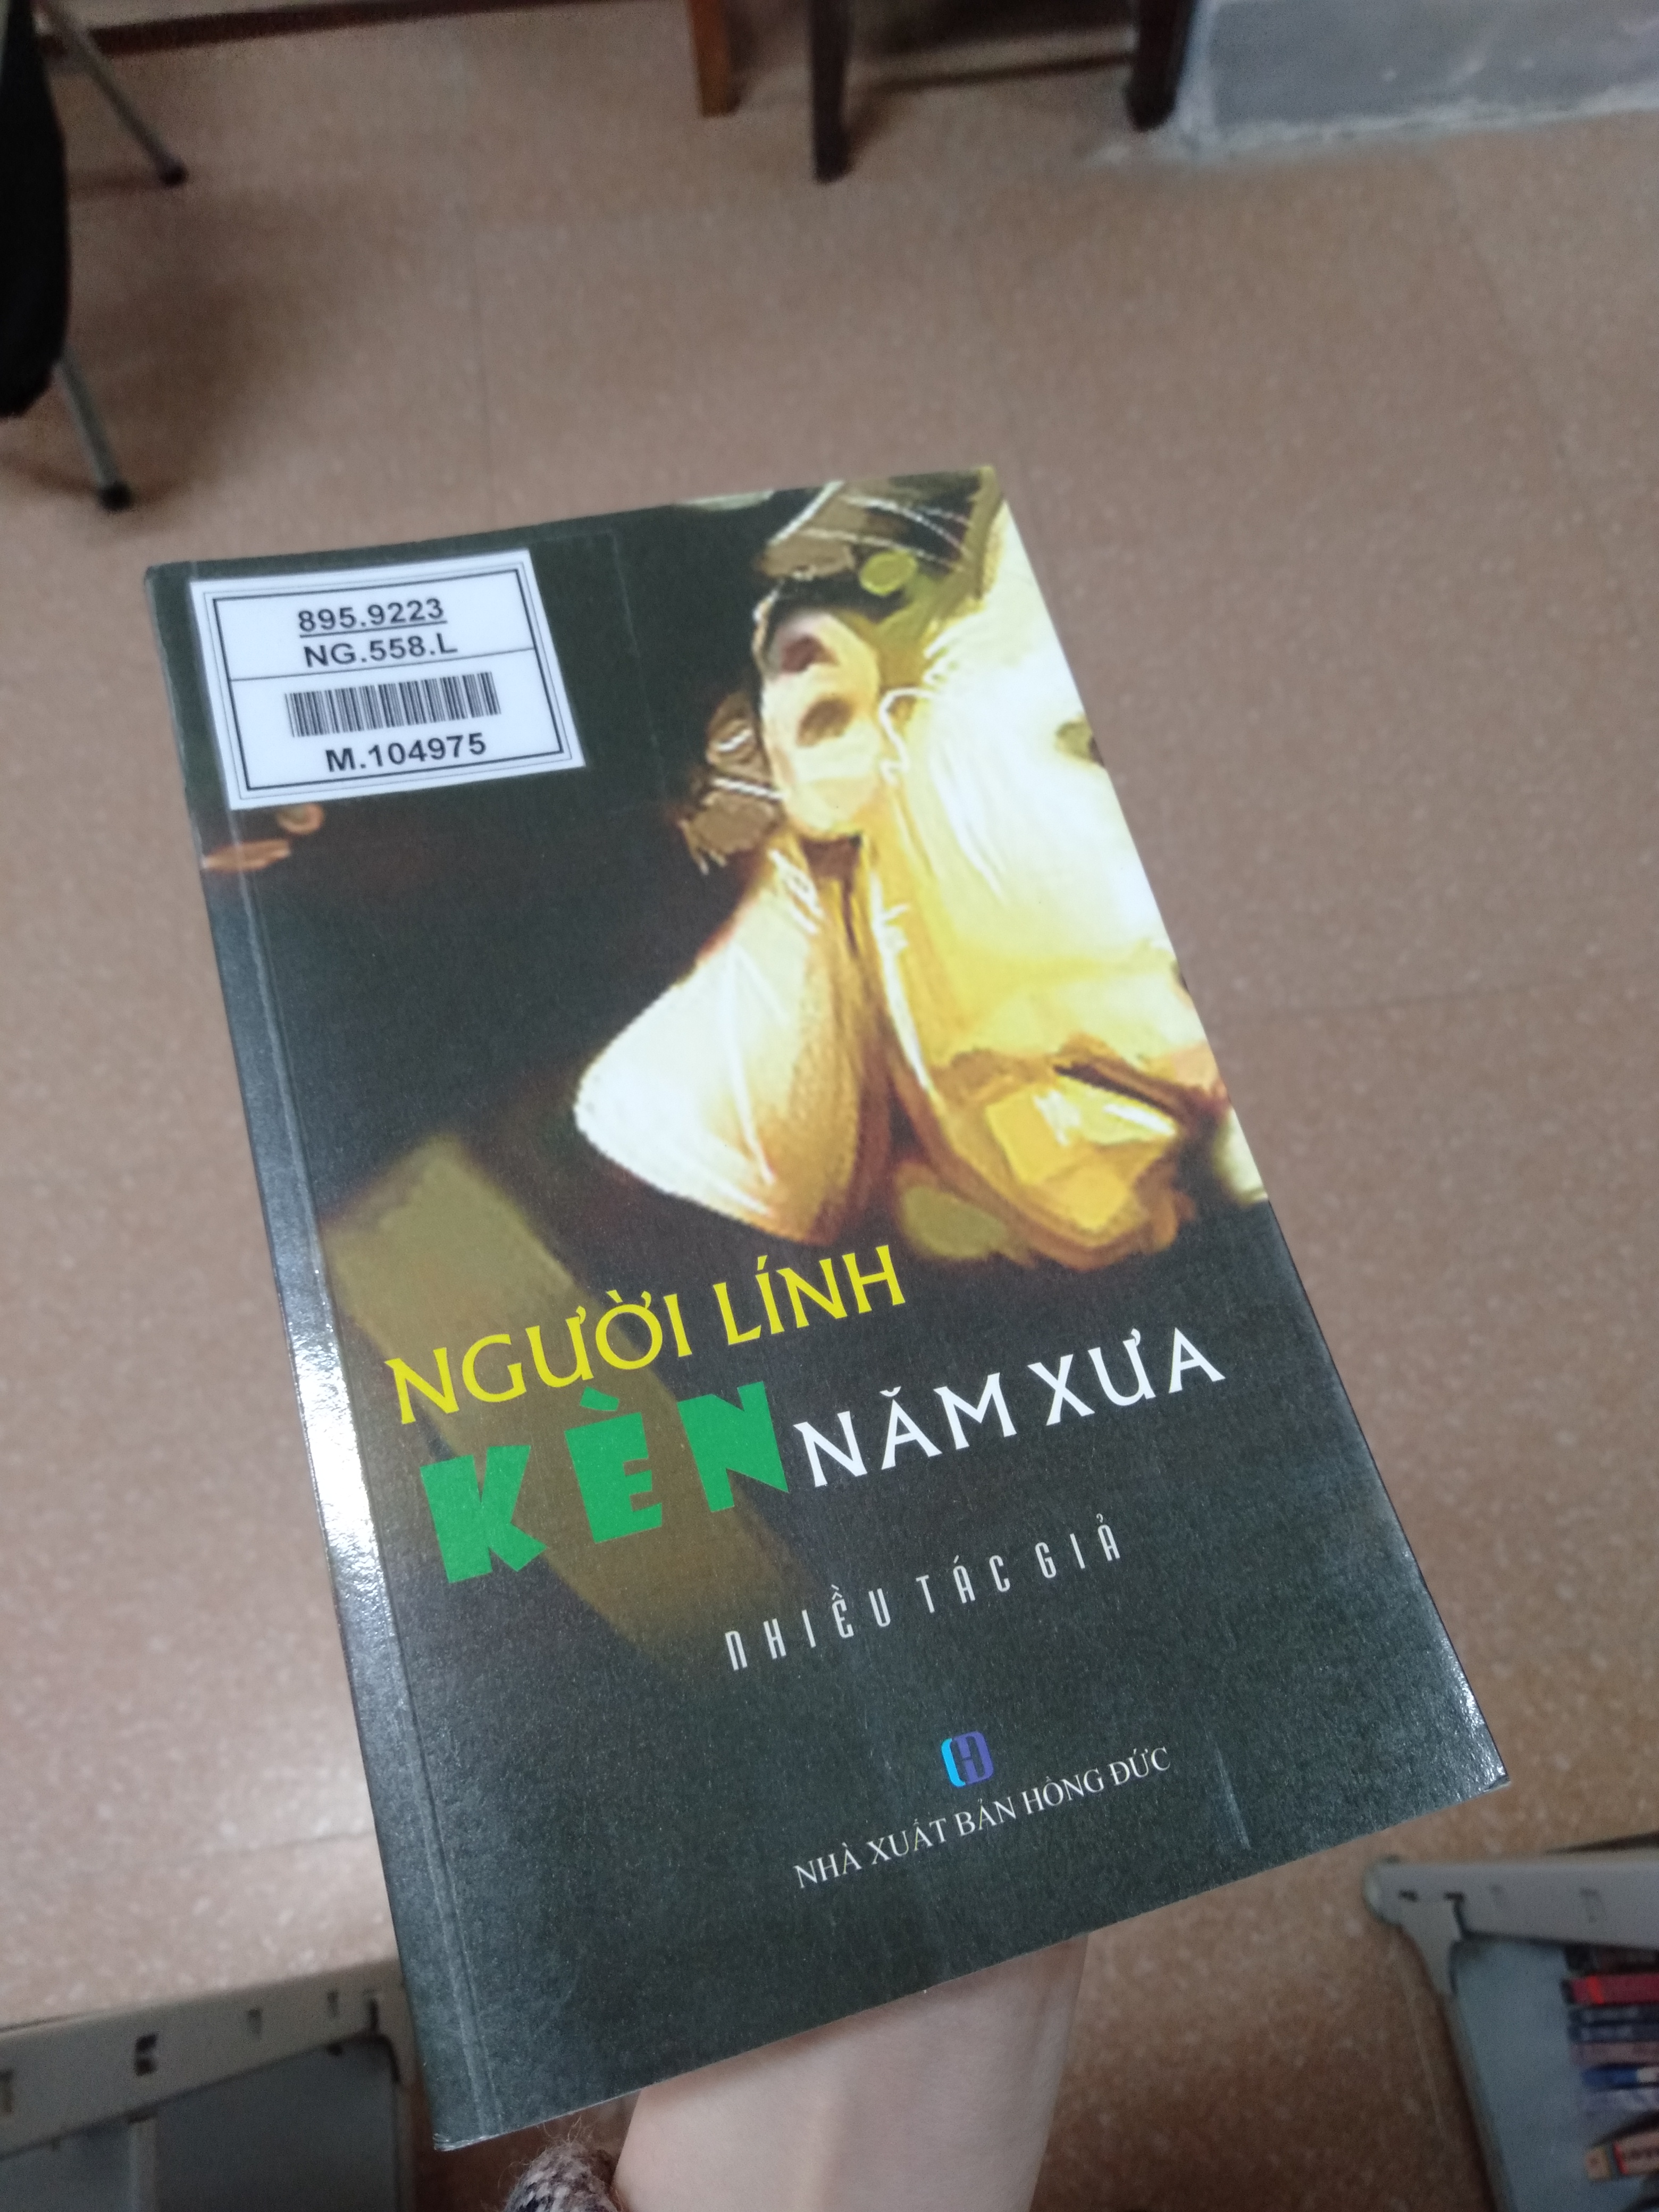 895.9223
NG.558.L
M.104975
NGƯỜI LÍNH
KÈN NĂM XƯA
NHIỀU TÁC GIẢ
NHÀ XUẤT BẢN HỒNG ĐỨC